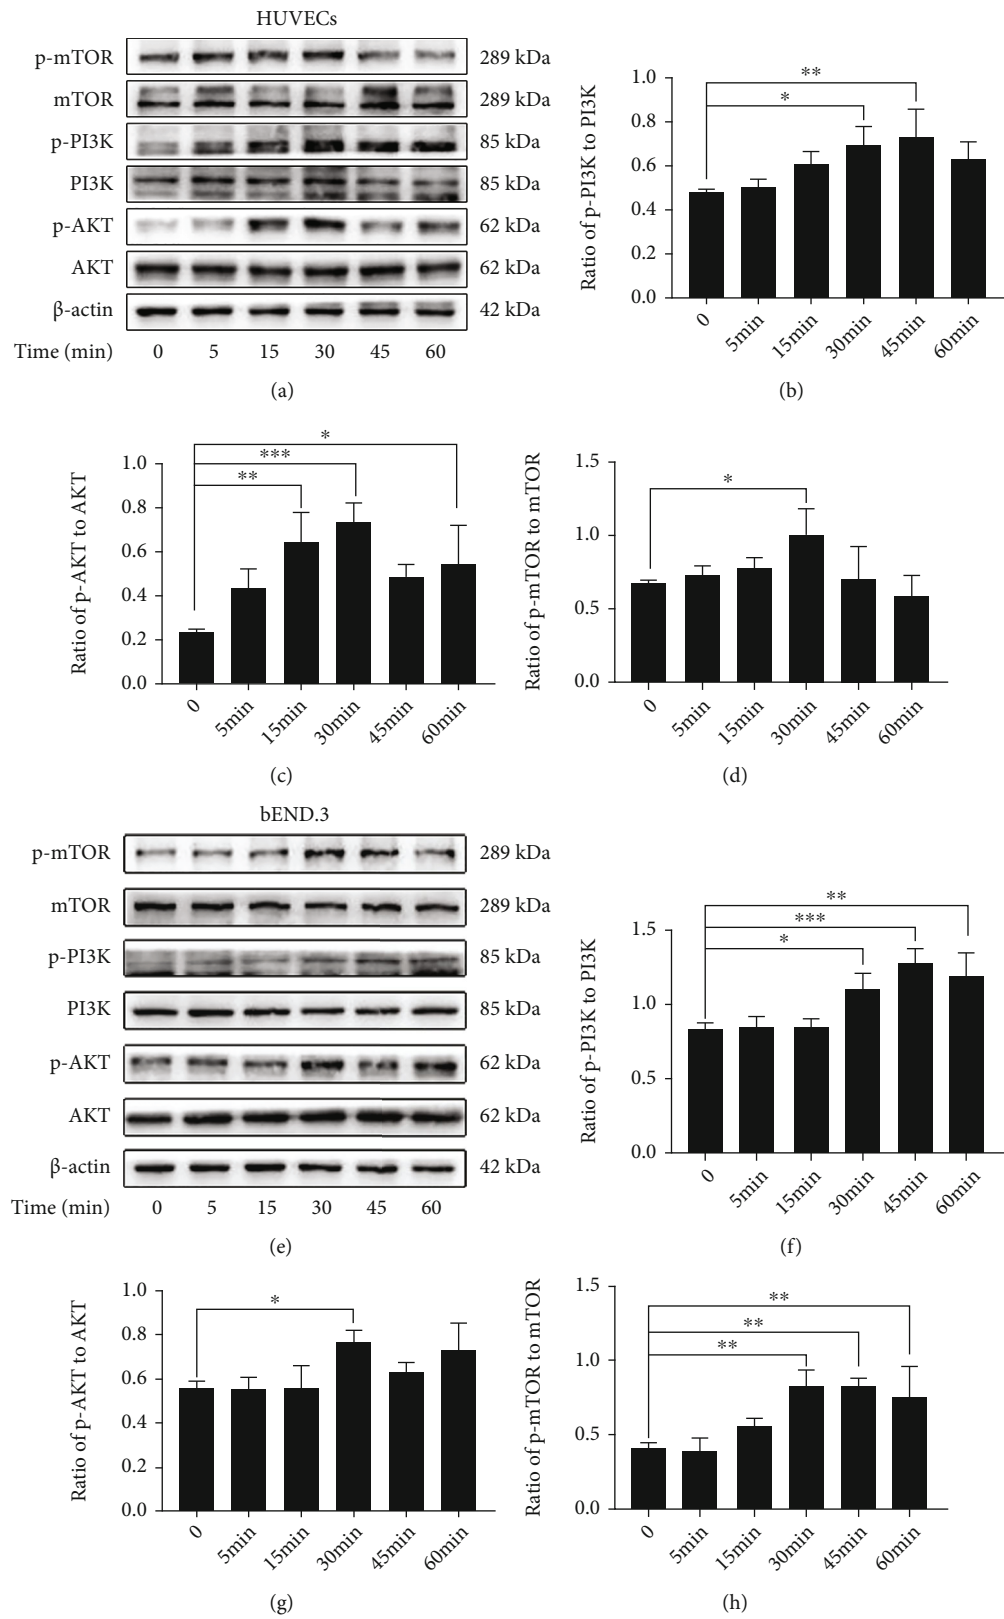 HUVECs
p-mTOR 289 kDa
mTOR 289 kDa
p-PI3K 85 kDa
PI3K 85 kDa
p-AKT 62 kDa
AKT 62 kDa
β-actin 42 kDa
Time (min) 0 5 15 30 45 60
(a)
Ratio of p-PI3K to PI3K
1.0
0.8
0.6
0.4
0.2
0.0
**
*
0 5min 15min 30min 45min 60min
(b)
Ratio of p-AKT to AKT
1.0
0.8
0.6
0.4
0.2
0.0
*
***
**
0 5min 15min 30min 45min 60min
(c)
Ratio of p-mTOR to mTOR
1.5
1.0
0.5
0.0
*
0 5min 15min 30min 45min 60min
(d)
bEND.3
p-mTOR 289 kDa
mTOR 289 kDa
p-PI3K 85 kDa
PI3K 85 kDa
p-AKT 62 kDa
AKT 62 kDa
β-actin 42 kDa
Time (min) 0 5 15 30 45 60
(e)
Ratio of p-PI3K to PI3K
1.5
1.0
0.5
0.0
**
***
*
0 5min 15min 30min 45min 60min
(f)
Ratio of p-AKT to AKT
1.0
0.8
0.6
0.4
0.2
0.0
*
0 5min 15min 30min 45min 60min
(g)
Ratio of p-mTOR to mTOR
1.5
1.0
0.5
0.0
**
**
**
0 5min 15min 30min 45min 60min
(h)